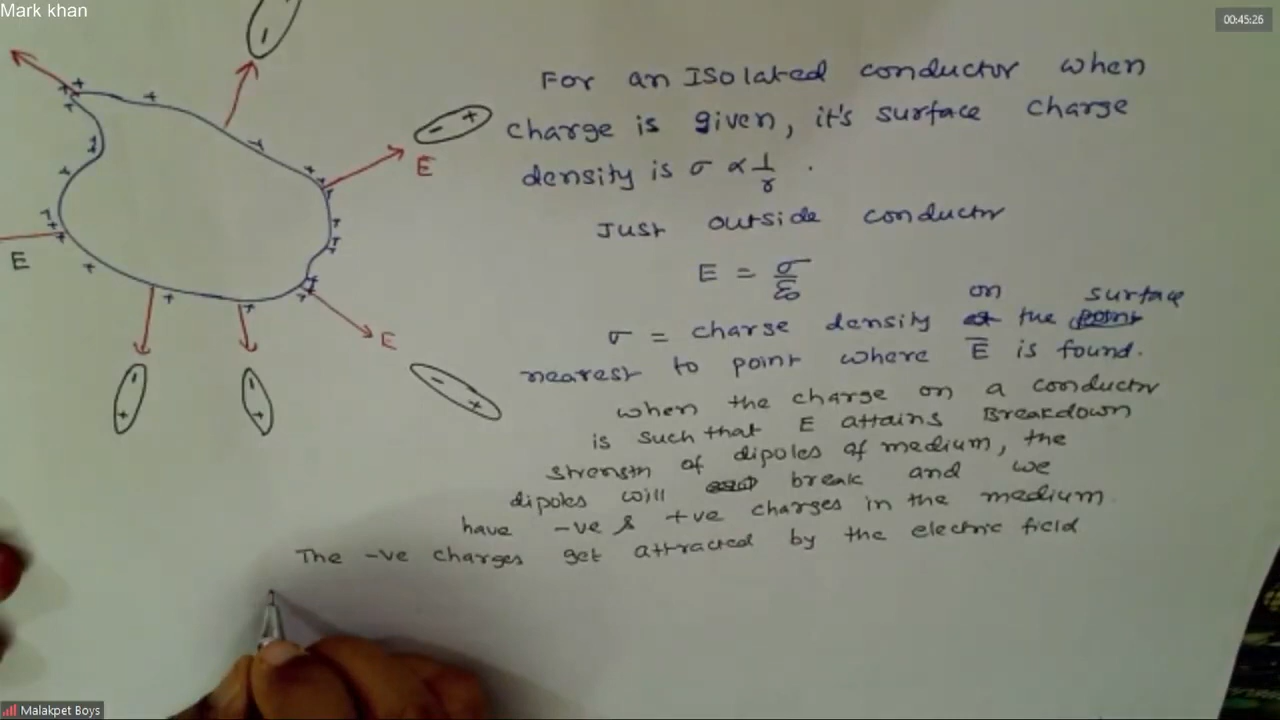 Mark khan
00:45:26
For an Isolated conductor when
charge is given, it's surface charge
density is σ ∝ 1/r .
Just outside conductor
E = σ/ε0
on surface
σ = charge density the
nearest to point where E is found.
when the charge on a conductor
is such that E attains Breakdown
strength of dipoles of medium, the
dipoles will break and we
have -ve & +ve charges in the medium
The -ve charges get attracted by the electric field
E
E
E
Malakpet Boys